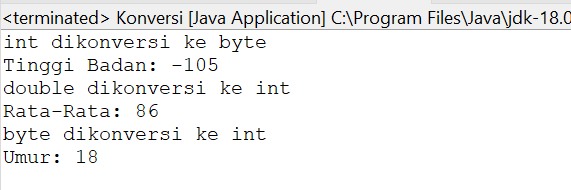 <terminated> Konversi [Java Application] C:\Program Files\Java\jdk-18.0
int dikonversi ke byte
Tinggi Badan: -105
double dikonversi ke int
Rata-Rata: 86
byte dikonversi ke int
Umur: 18